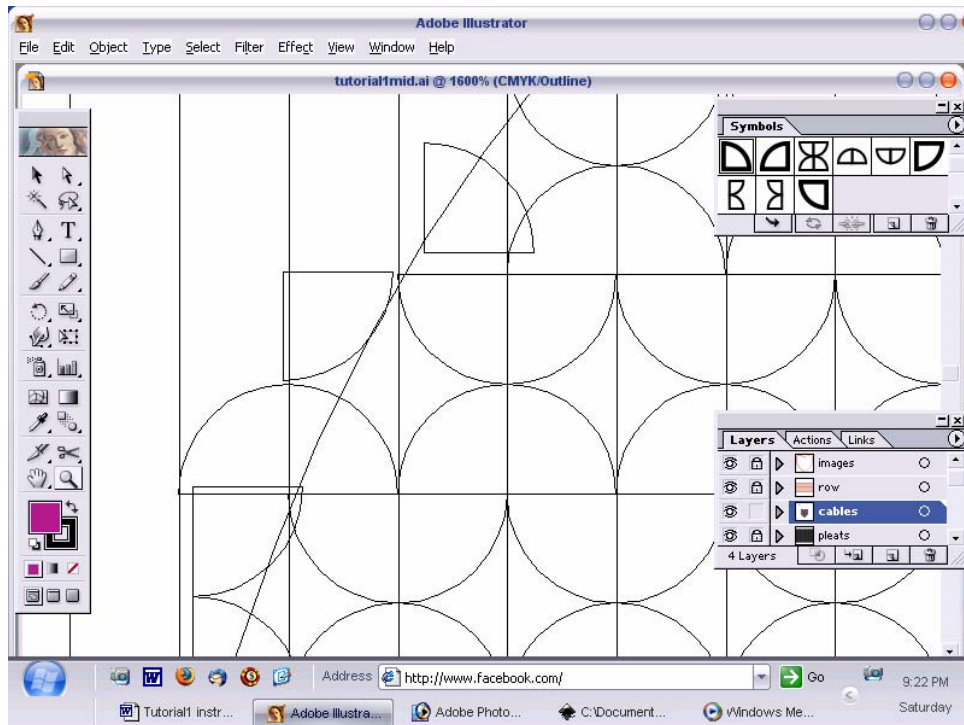 Adobe Illustrator
File Edit Object Type Select Filter Effect View Window Help
tutorial1mid.ai @ 1600% (CMYK/Outline)
Symbols
T
Layers Actions Links
images
row
cables
pleats
4 Layers
Address http://www.facebook.com/ Go
9:22 PM
Saturday
Tutorial1 instr... Adobe Illustra... Adobe Photo... C:\Document... Windows Me...